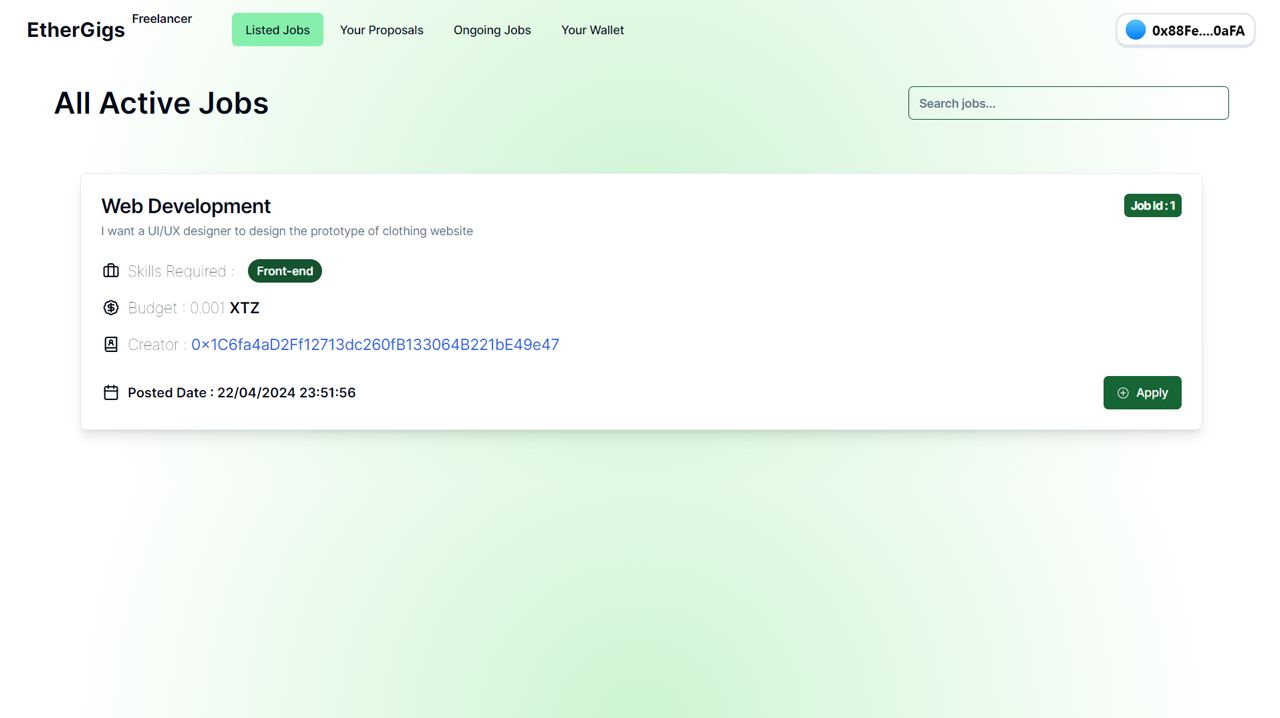 EtherGigs Freelancer Listed Jobs Your Proposals Ongoing Jobs Your Wallet 0x88Fe....0aFA
All Active Jobs Search jobs...
Web Development Job Id : 1
I want a UI/UX designer to design the prototype of clothing website
Skills Required : Front-end
Budget : 0.001 XTZ
Creator : 0x1C6fa4aD2Ff12713dc260fB133064B221bE49e47
Posted Date : 22/04/2024 23:51:56 Apply